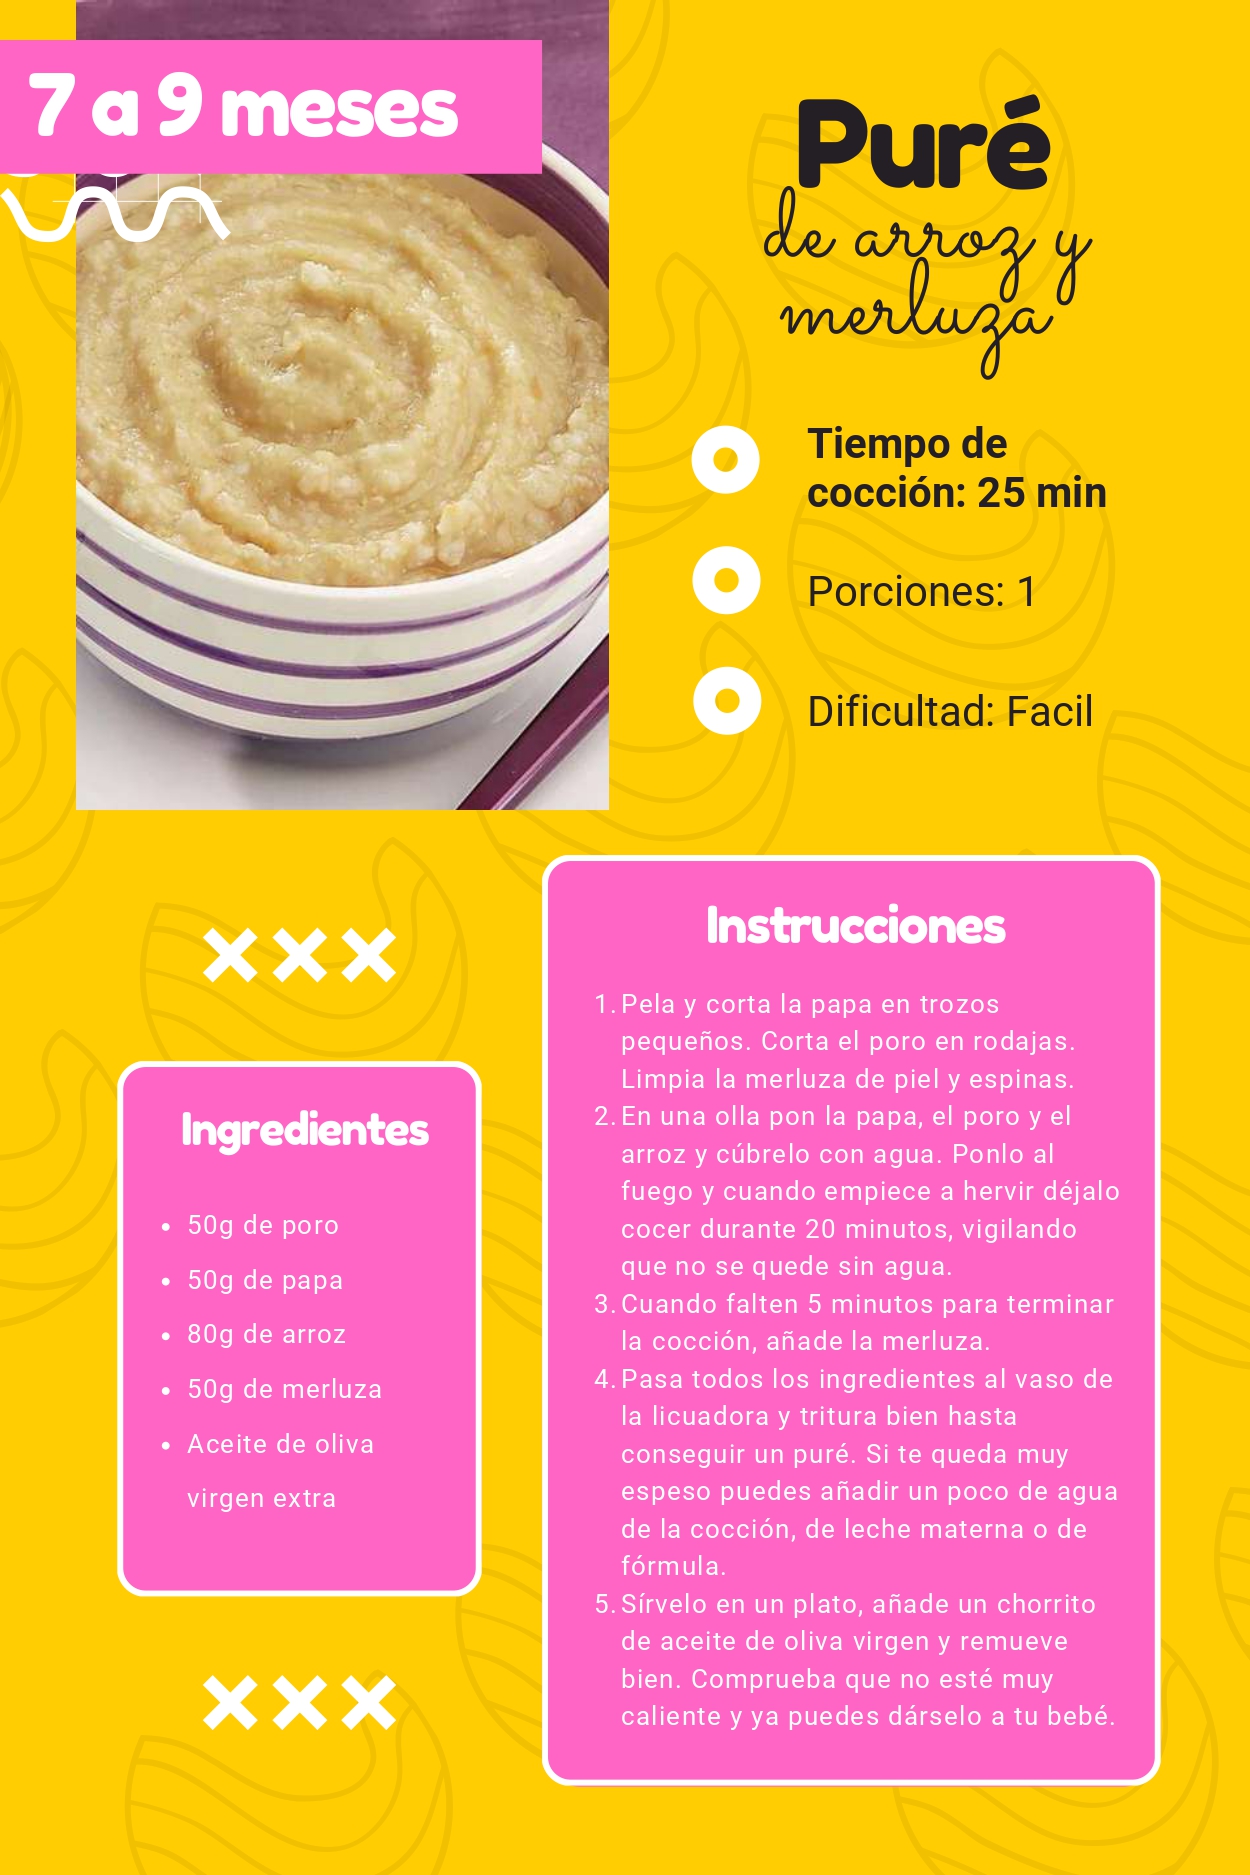 7 a 9 meses
Puré
de arroz y
merluza
Tiempo de
cocción: 25 min
Porciones: 1
Dificultad: Facil
Ingredientes
• 50g de poro
• 50g de papa
• 80g de arroz
• 50g de merluza
• Aceite de oliva
virgen extra
Instrucciones
1. Pela y corta la papa en trozos
pequeños. Corta el poro en rodajas.
Limpia la merluza de piel y espinas.
2. En una olla pon la papa, el poro y el
arroz y cúbrelo con agua. Ponlo al
fuego y cuando empiece a hervir déjalo
cocer durante 20 minutos, vigilando
que no se quede sin agua.
3. Cuando falten 5 minutos para terminar
la cocción, añade la merluza.
4. Pasa todos los ingredientes al vaso de
la licuadora y tritura bien hasta
conseguir un puré. Si te queda muy
espeso puedes añadir un poco de agua
de la cocción, de leche materna o de
fórmula.
5. Sírvelo en un plato, añade un chorrito
de aceite de oliva virgen y remueve
bien. Comprueba que no esté muy
caliente y ya puedes dárselo a tu bebé.